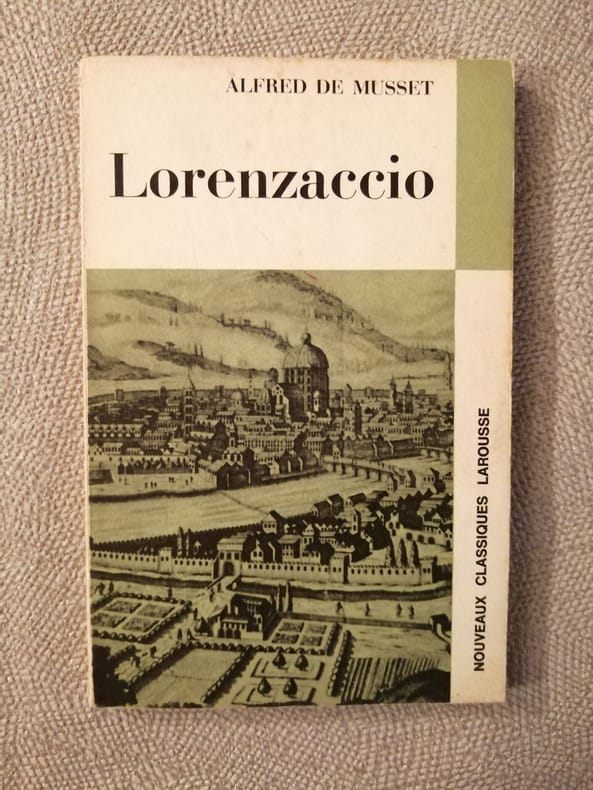 ALFRED DE MUSSET
Lorenzaccio
NOUVEAUX CLASSIQUES LAROUSSE